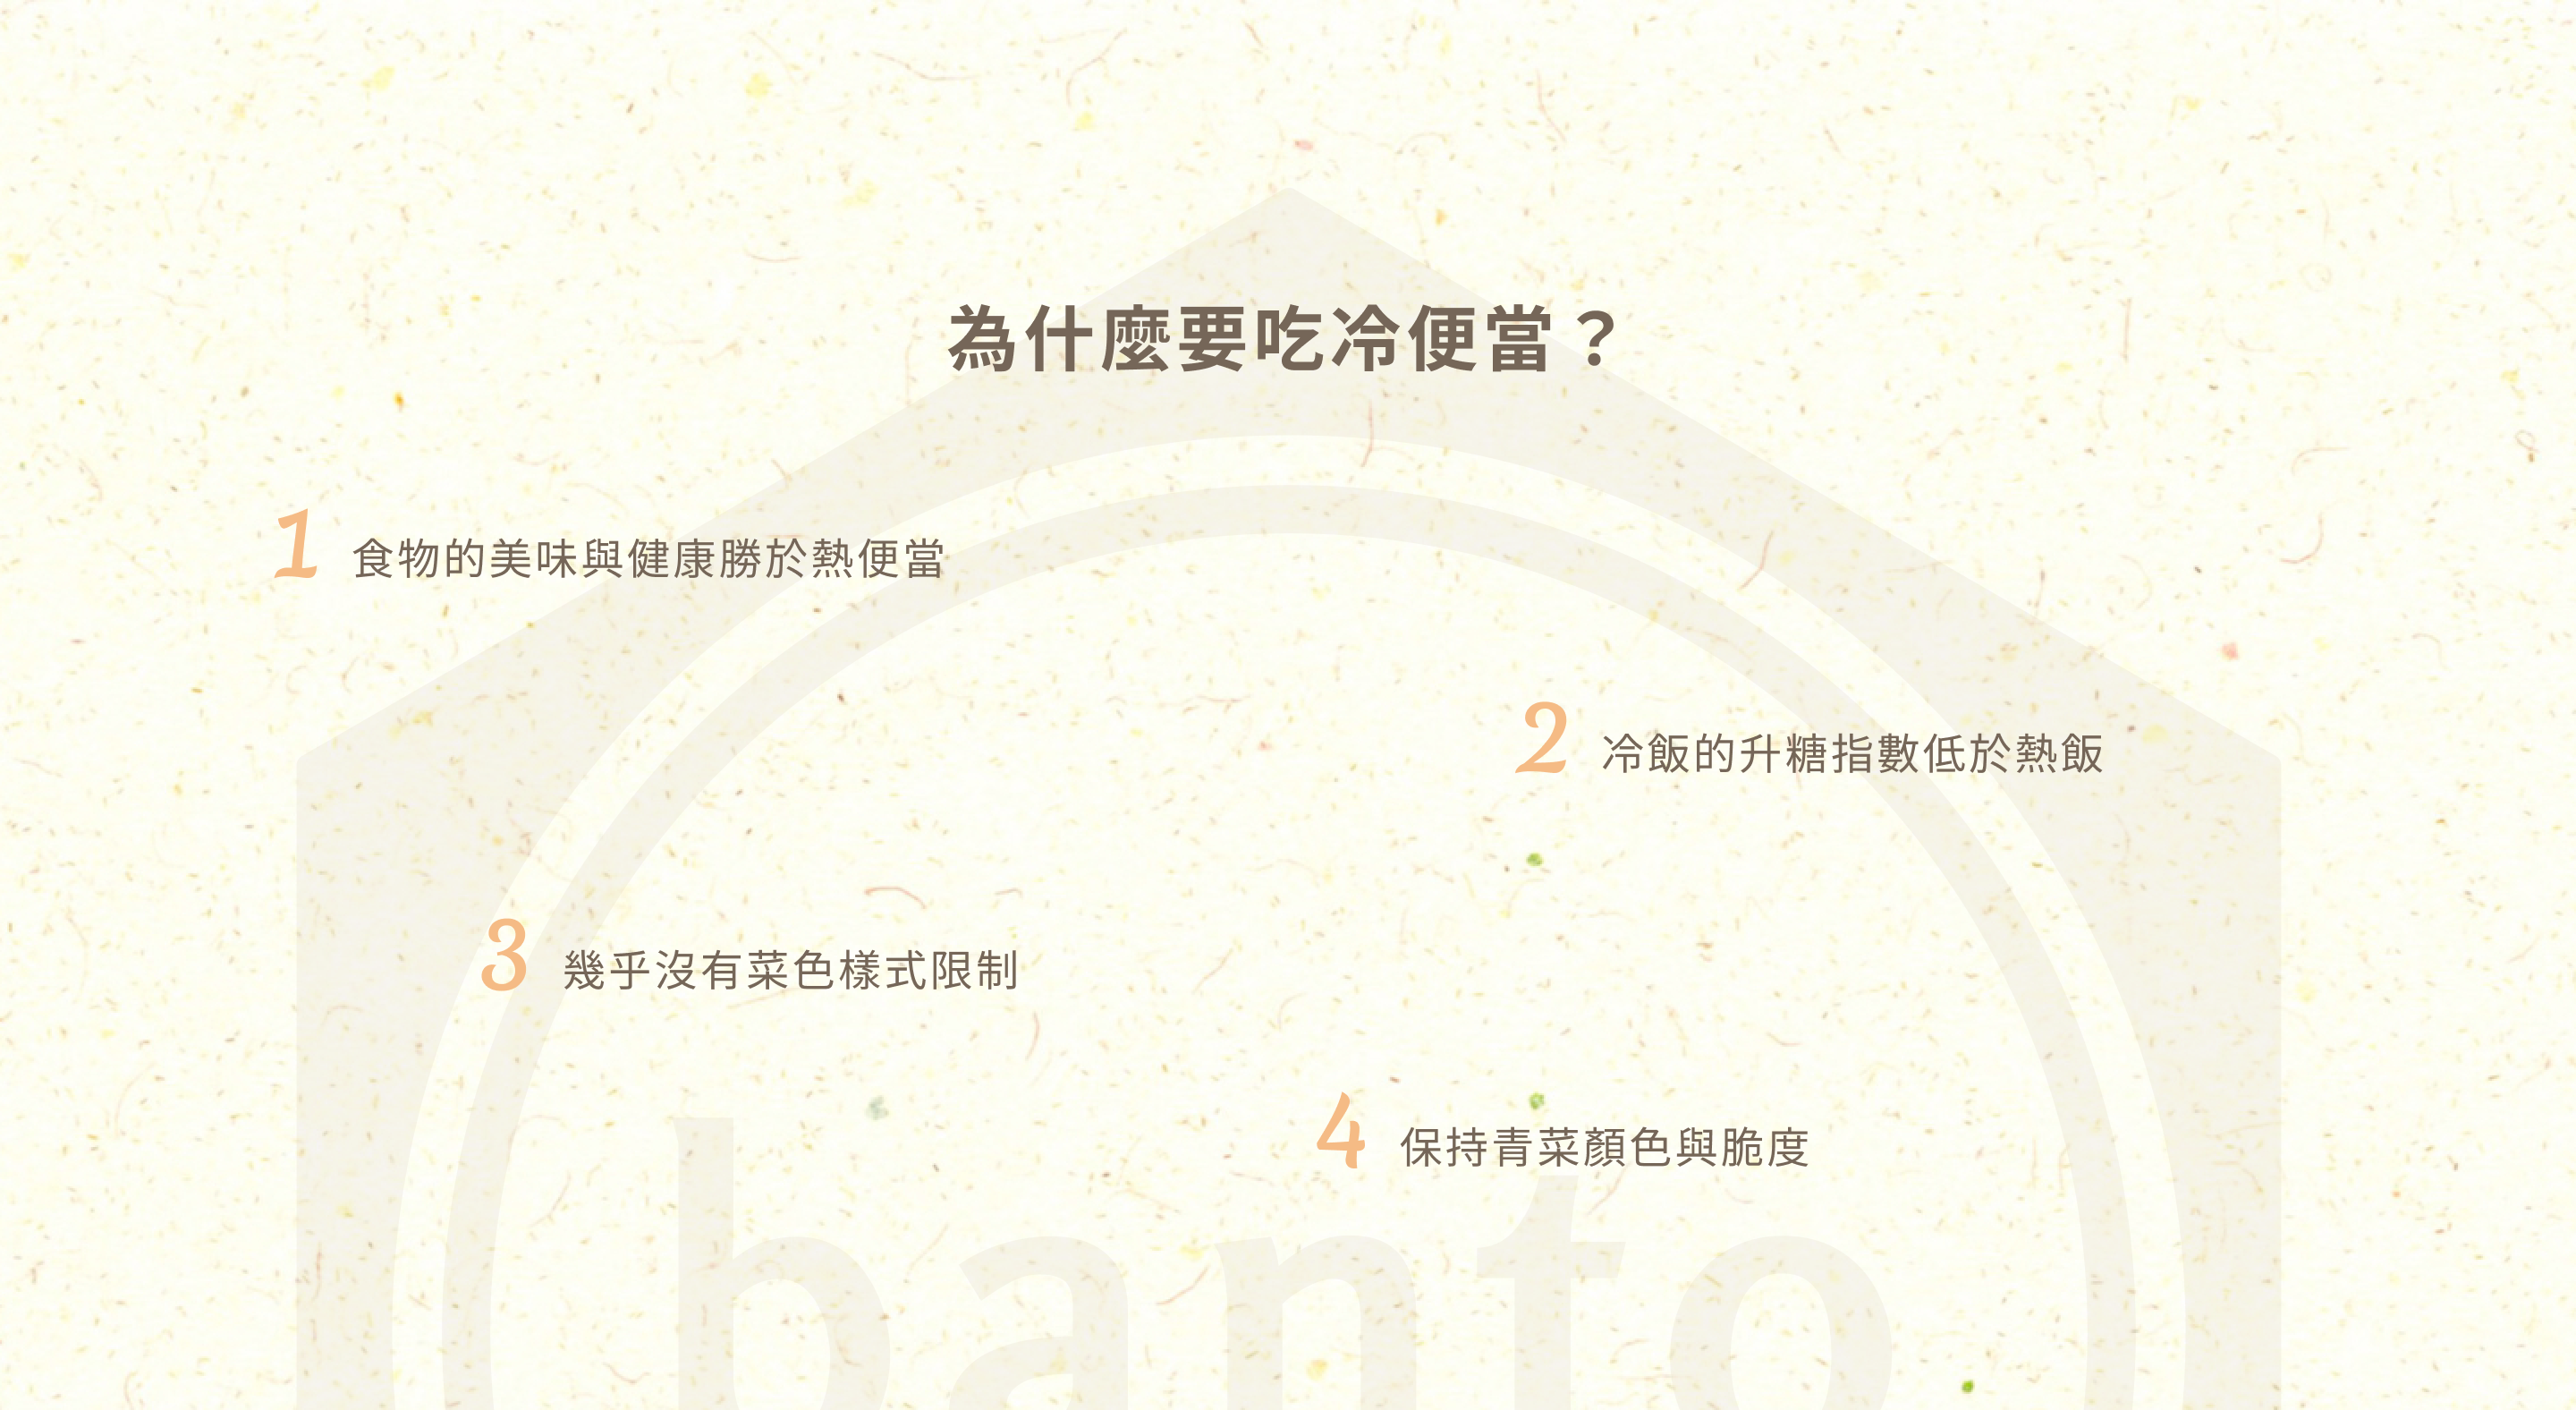 為什麼要吃冷便當？
1 食物的美味與健康勝於熱便當
2 冷飯的升糖指數低於熱飯
3 幾乎沒有菜色樣式限制
4 保持青菜顏色與脆度
banto